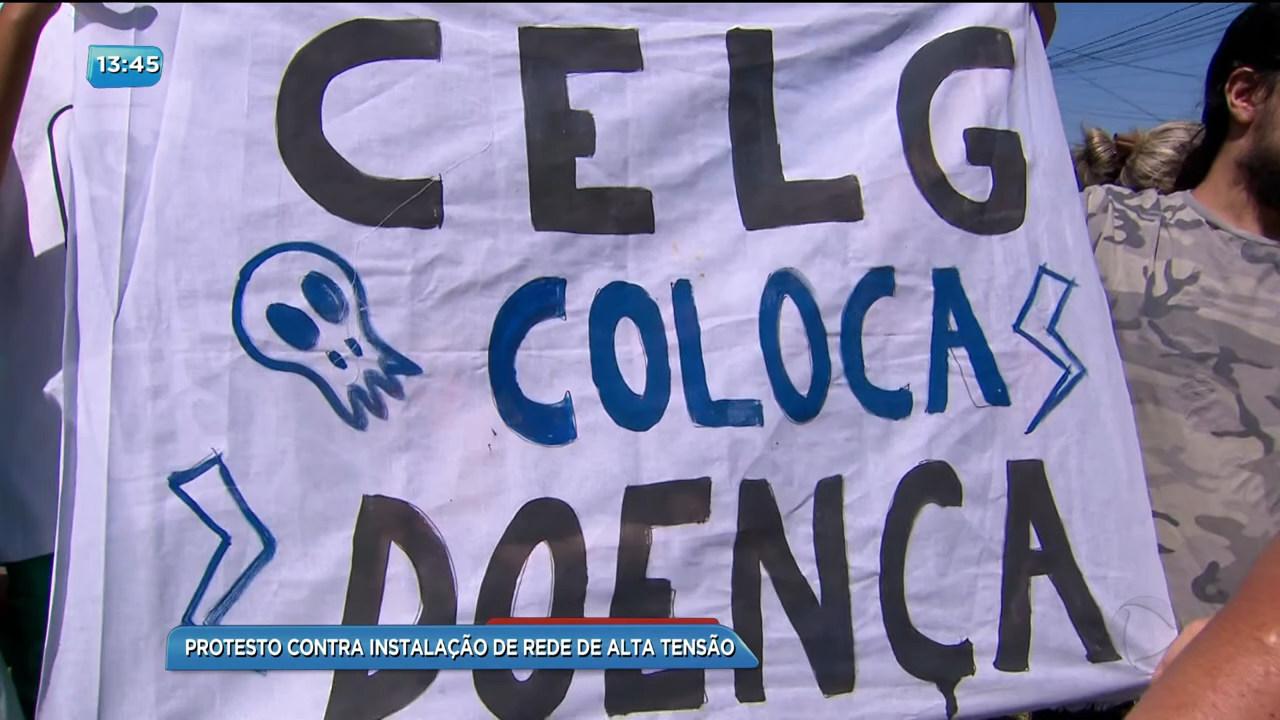 13:45
CELG
COLOCA
DOENÇA
PROTESTO CONTRA INSTALAÇÃO DE REDE DE ALTA TENSÃO